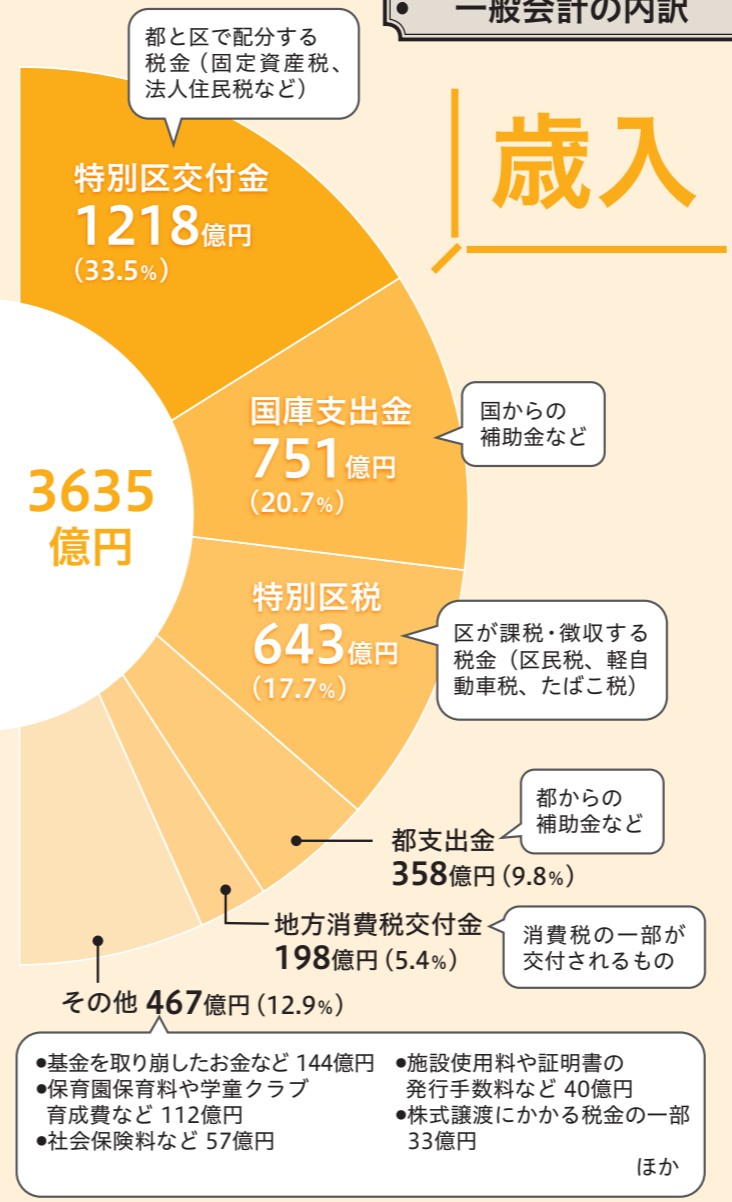 一般会計の内訳
歳入
都と区で配分する
税金（固定資産税、
法人住民税など）
特別区交付金
1218億円
（33.5%）
国庫支出金
751億円
（20.7%）
国からの
補助金など
3635
億円
特別区税
643億円
（17.7%）
区が課税・徴収する
税金（区民税、軽自
動車税、たばこ税）
都支出金
358億円（9.8%）
都からの
補助金など
地方消費税交付金
198億円（5.4%）
消費税の一部が
交付されるもの
その他 467億円（12.9%）
●基金を取り崩したお金など 144億円
●保育園保育料や学童クラブ
育成費など 112億円
●社会保険料など 57億円
●施設使用料や証明書の
発行手数料など 40億円
●株式譲渡にかかる税金の一部
33億円
ほか